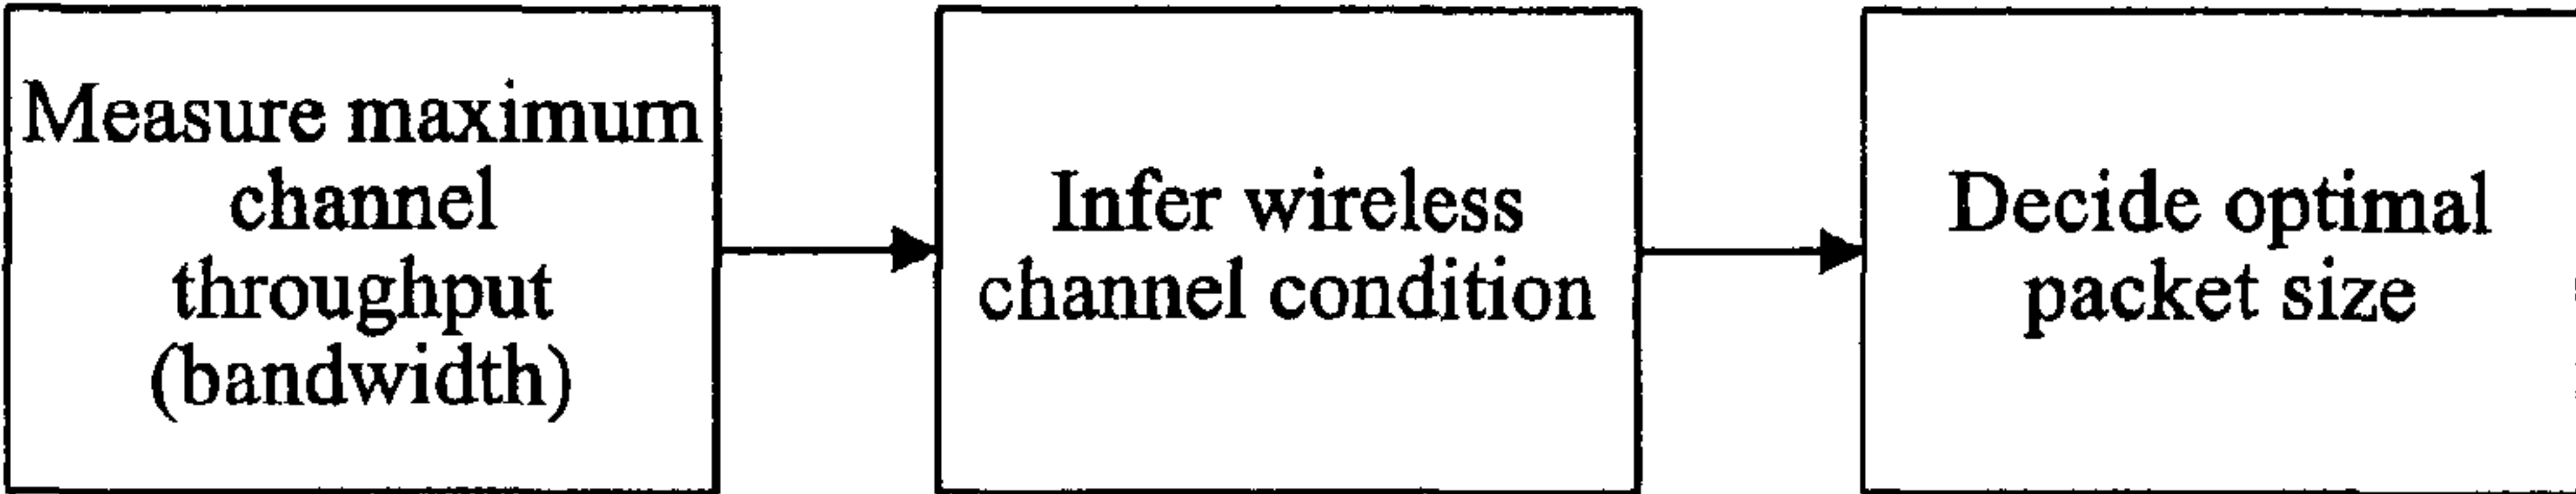 Measure maximum
channel
throughput
(bandwidth)
Infer wireless
channel condition
Decide optimal
packet size